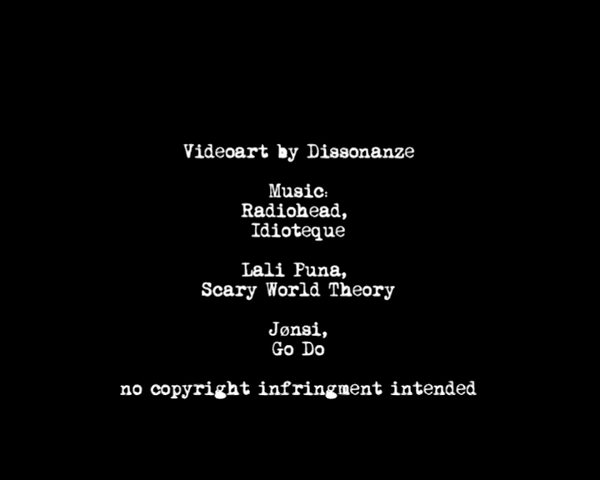 Videoart by Dissonanze
Music:
Radiohead,
Idioteque
Lali Puna,
Scary World Theory
Jønsi,
Go Do
no copyright infringment intended